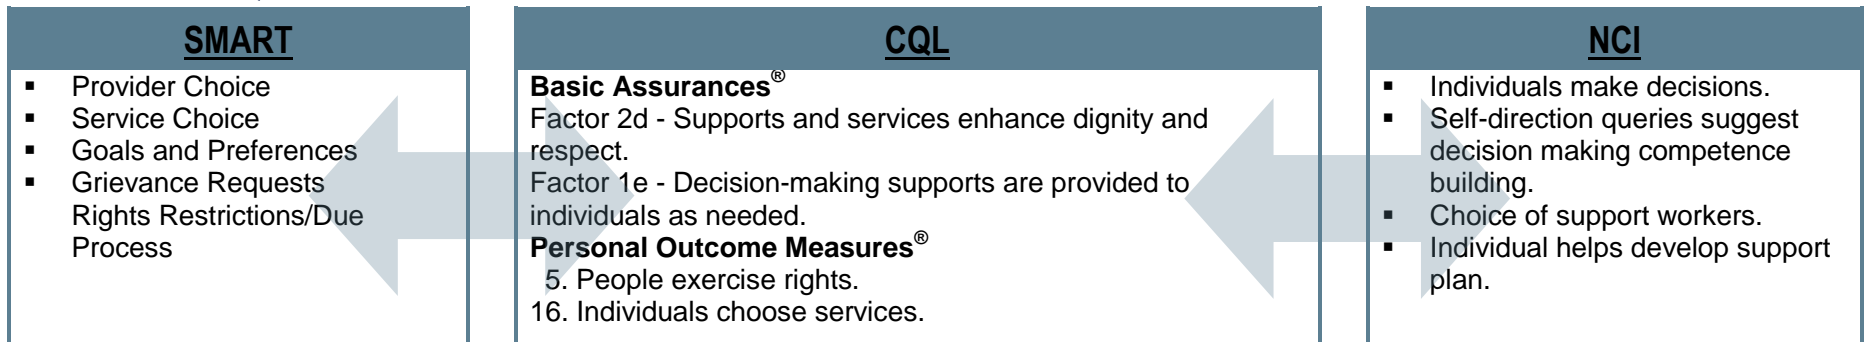 SMART
▪ Provider Choice
▪ Service Choice
▪ Goals and Preferences
▪ Grievance Requests
Rights Restrictions/Due
Process
CQL
Basic Assurances®
Factor 2d - Supports and services enhance dignity and
respect.
Factor 1e - Decision-making supports are provided to
individuals as needed.
Personal Outcome Measures®
5. People exercise rights.
16. Individuals choose services.
NCI
▪ Individuals make decisions.
▪ Self-direction queries suggest
decision making competence
building.
▪ Choice of support workers.
▪ Individual helps develop support
plan.